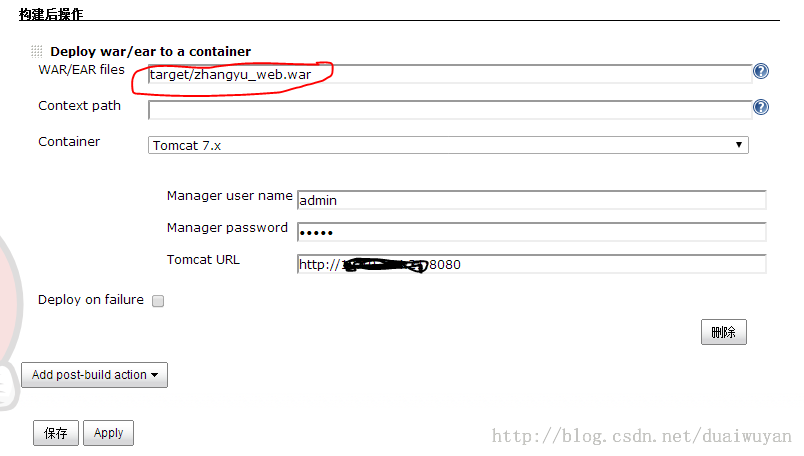 构建后操作
Deploy war/ear to a container
WAR/EAR files target/zhangyu_web.war
Context path
Container Tomcat 7.x
Manager user name admin
Manager password •••••
Tomcat URL http:// 8080
Deploy on failure
删除
Add post-build action
保存 Apply
http://blog.csdn.net/duaiwuyan